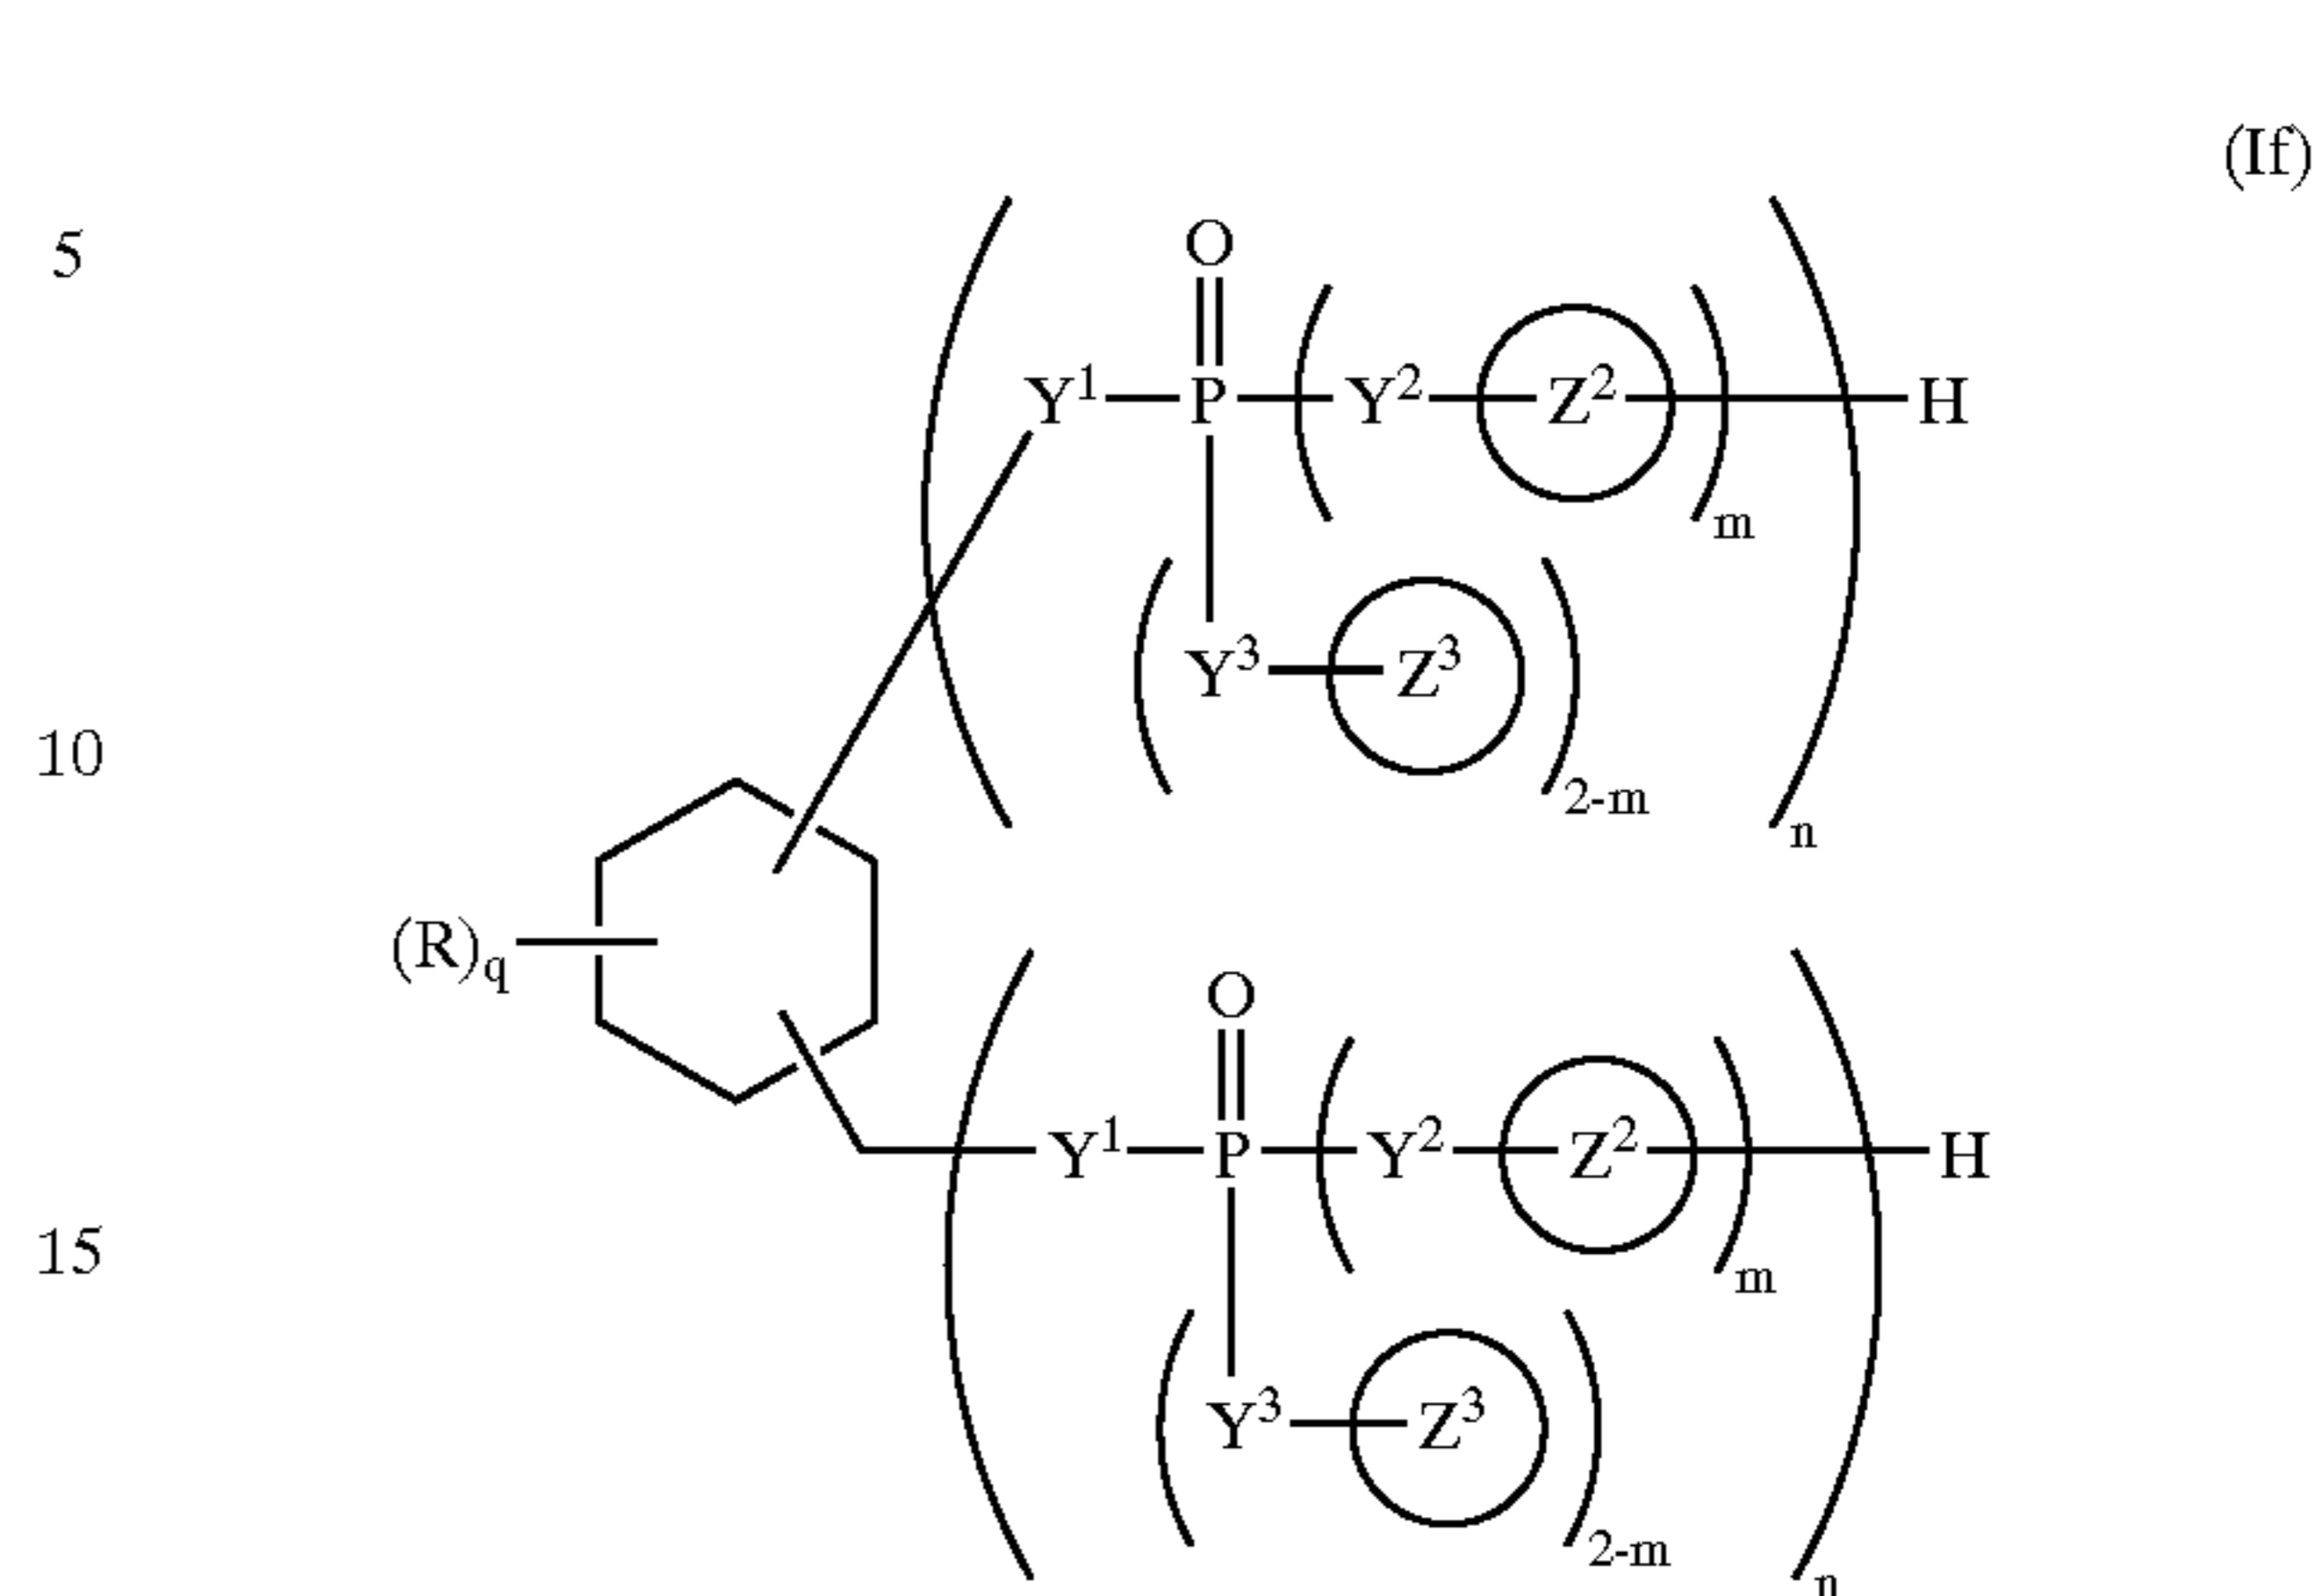 (If)
5
O
Y¹ P Y² Z² H
m
Y³ Z³
10
2-m
n
(R)q
O
Y¹ P Y² Z² H
15
m
Y³ Z³
2-m
n